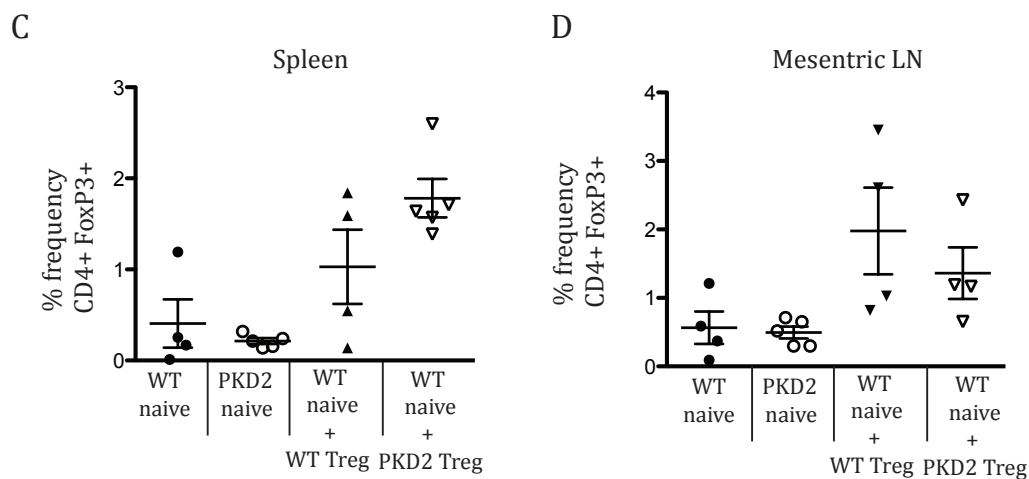 C
Spleen
% frequency
CD4+ FoxP3+
3
2
1
0
WT
naive
PKD2
naive
WT
naive
+
WT Treg
WT
naive
+
PKD2 Treg
D
Mesentric LN
% frequency
CD4+ FoxP3+
4
3
2
1
0
WT
naive
PKD2
naive
WT
naive
+
WT Treg
WT
naive
+
PKD2 Treg